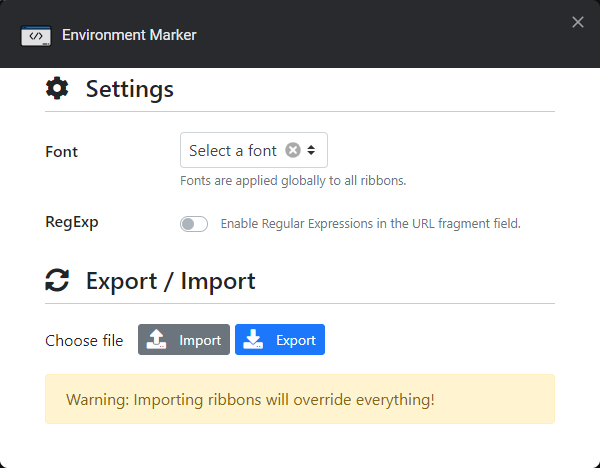 Environment Marker
Settings
Font
Select a font
Fonts are applied globally to all ribbons.
RegExp
Enable Regular Expressions in the URL fragment field.
Export / Import
Choose file
Import
Export
Warning: Importing ribbons will override everything!